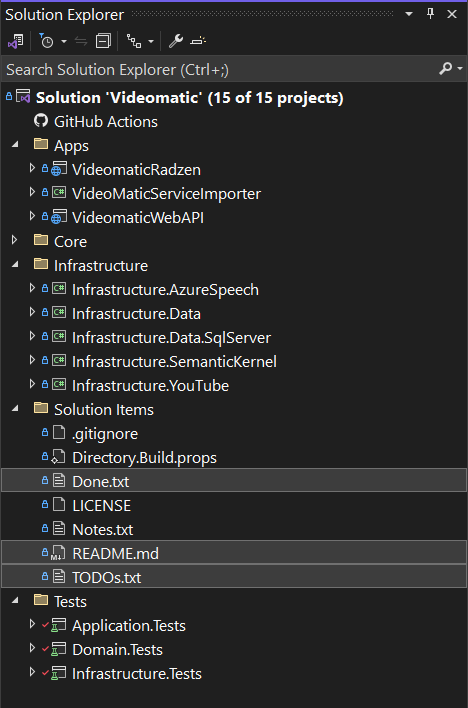 Solution Explorer
Search Solution Explorer (Ctrl+;)
Solution 'Videomatic' (15 of 15 projects)
GitHub Actions
Apps
VideomaticRadzen
C# VideoMaticServiceImporter
VideomaticWebAPI
Core
Infrastructure
C# Infrastructure.AzureSpeech
C# Infrastructure.Data
C# Infrastructure.Data.SqlServer
C# Infrastructure.SemanticKernel
C# Infrastructure.YouTube
Solution Items
.gitignore
Directory.Build.props
Done.txt
LICENSE
Notes.txt
M↓ README.md
TODOs.txt
Tests
Application.Tests
Domain.Tests
Infrastructure.Tests